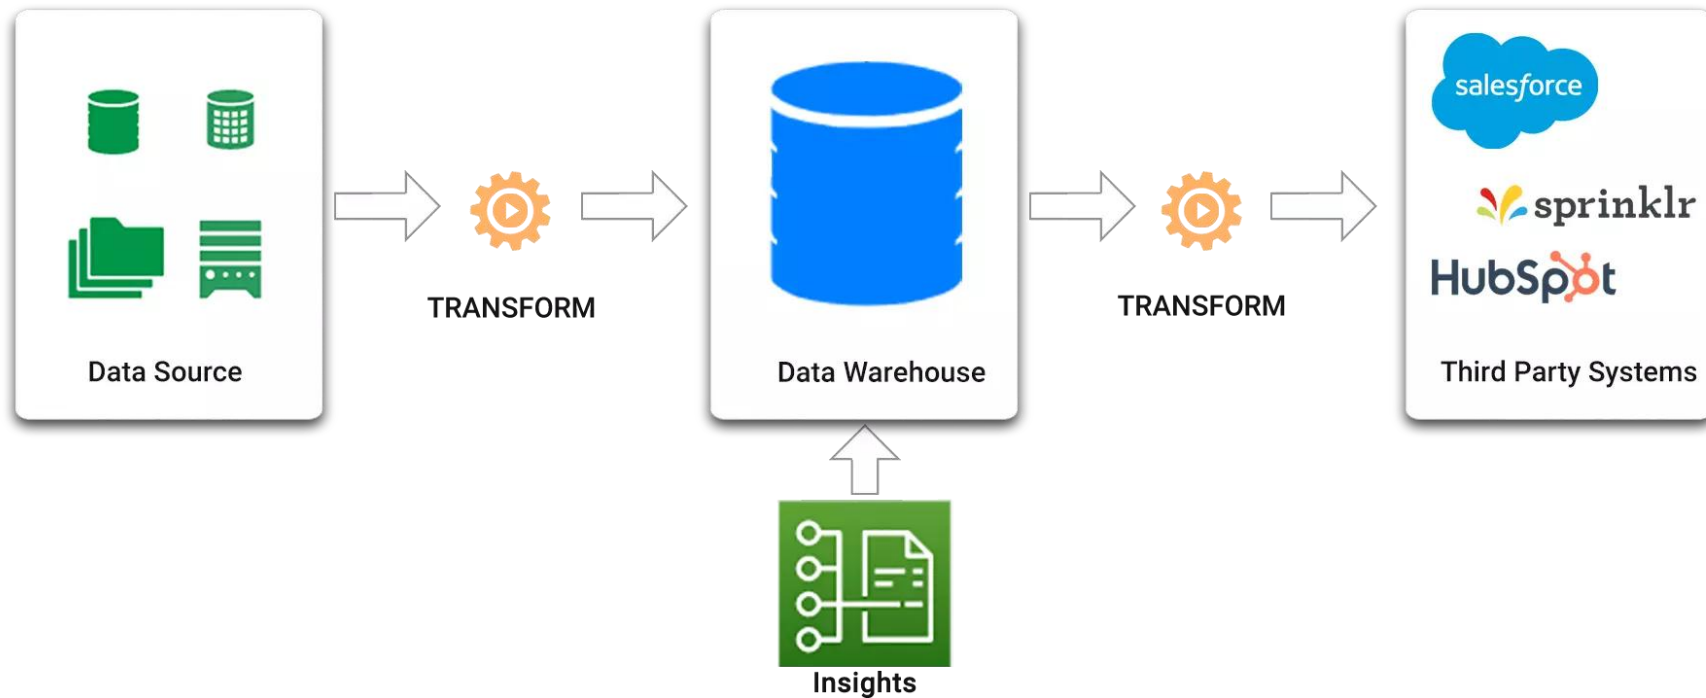 salesforce
sprinklr
HubSpot
TRANSFORM
TRANSFORM
Data Source
Data Warehouse
Third Party Systems
Insights